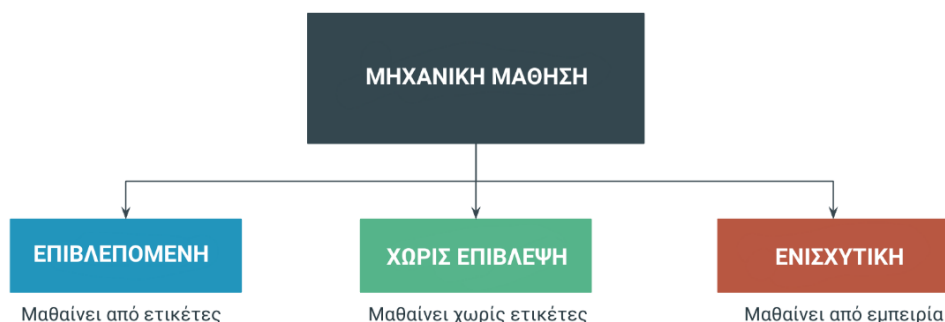 ΜΗΧΑΝΙΚΗ ΜΑΘΗΣΗ
ΕΠΙΒΛΕΠΟΜΕΝΗ
ΧΩΡΙΣ ΕΠΙΒΛΕΨΗ
ΕΝΙΣΧΥΤΙΚΗ
Μαθαίνει από ετικέτες
Μαθαίνει χωρίς ετικέτες
Μαθαίνει από εμπειρία